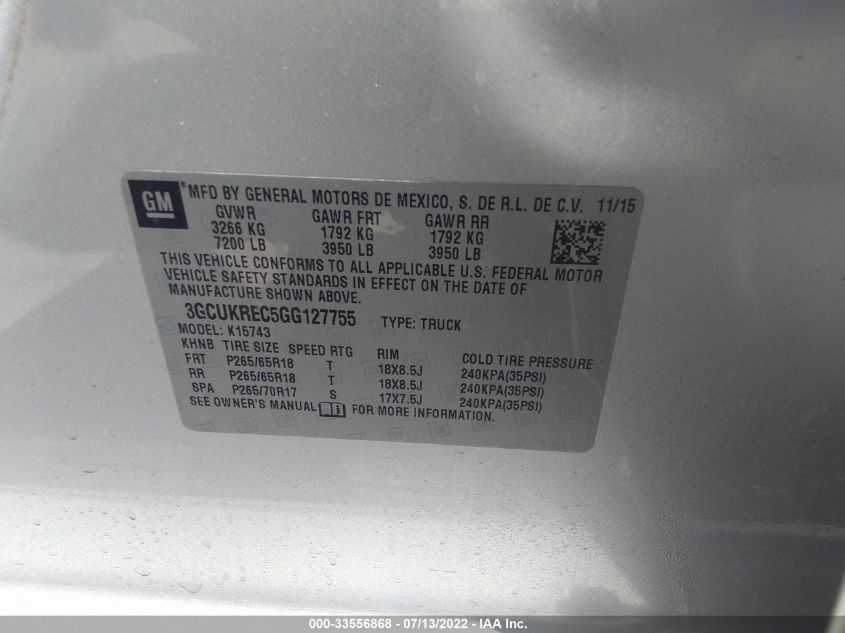 GM ® MFD BY GENERAL MOTORS DE MEXICO, S. DE R.L. DE C.V. 11/15
GVWR GAWR FRT GAWR RR
3266 KG 1792 KG 1792 KG
7200 LB 3950 LB 3950 LB
THIS VEHICLE CONFORMS TO ALL APPLICABLE U.S. FEDERAL MOTOR
VEHICLE SAFETY STANDARDS IN EFFECT ON THE DATE OF
MANUFACTURE SHOWN ABOVE.
3GCUKREC5GG127755 TYPE: TRUCK
MODEL: K15743
KHNB TIRE SIZE SPEED RTG RIM COLD TIRE PRESSURE
FRT P265/65R18 T 18X8.5J 240KPA(35PSI)
RR P265/65R18 T 18X8.5J 240KPA(35PSI)
SPA P265/70R17 S 17X7.5J 240KPA(35PSI)
SEE OWNER'S MANUAL FOR MORE INFORMATION.
000-33556868 - 07/13/2022 - IAA Inc.